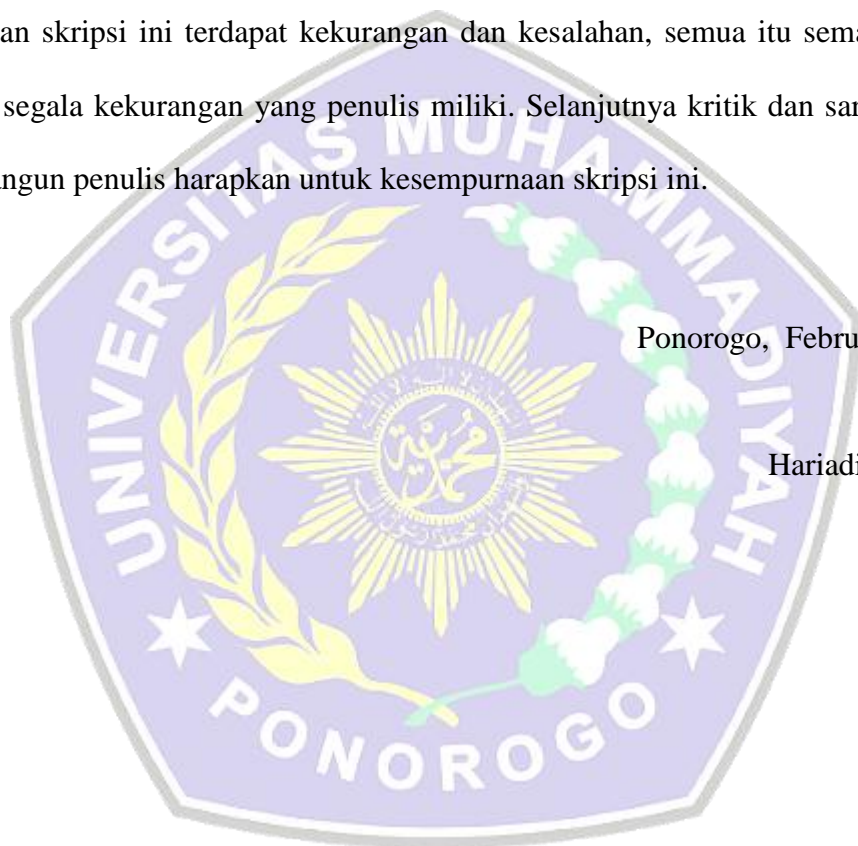 an skripsi ini terdapat kekurangan dan kesalahan, semua itu sema
segala kekurangan yang penulis miliki. Selanjutnya kritik dan sar
ngun penulis harapkan untuk kesempurnaan skripsi ini.
UNIVERSITAS MUHAMMADIYAH
Ponorogo, Febru
Hariadi
PONOROGO